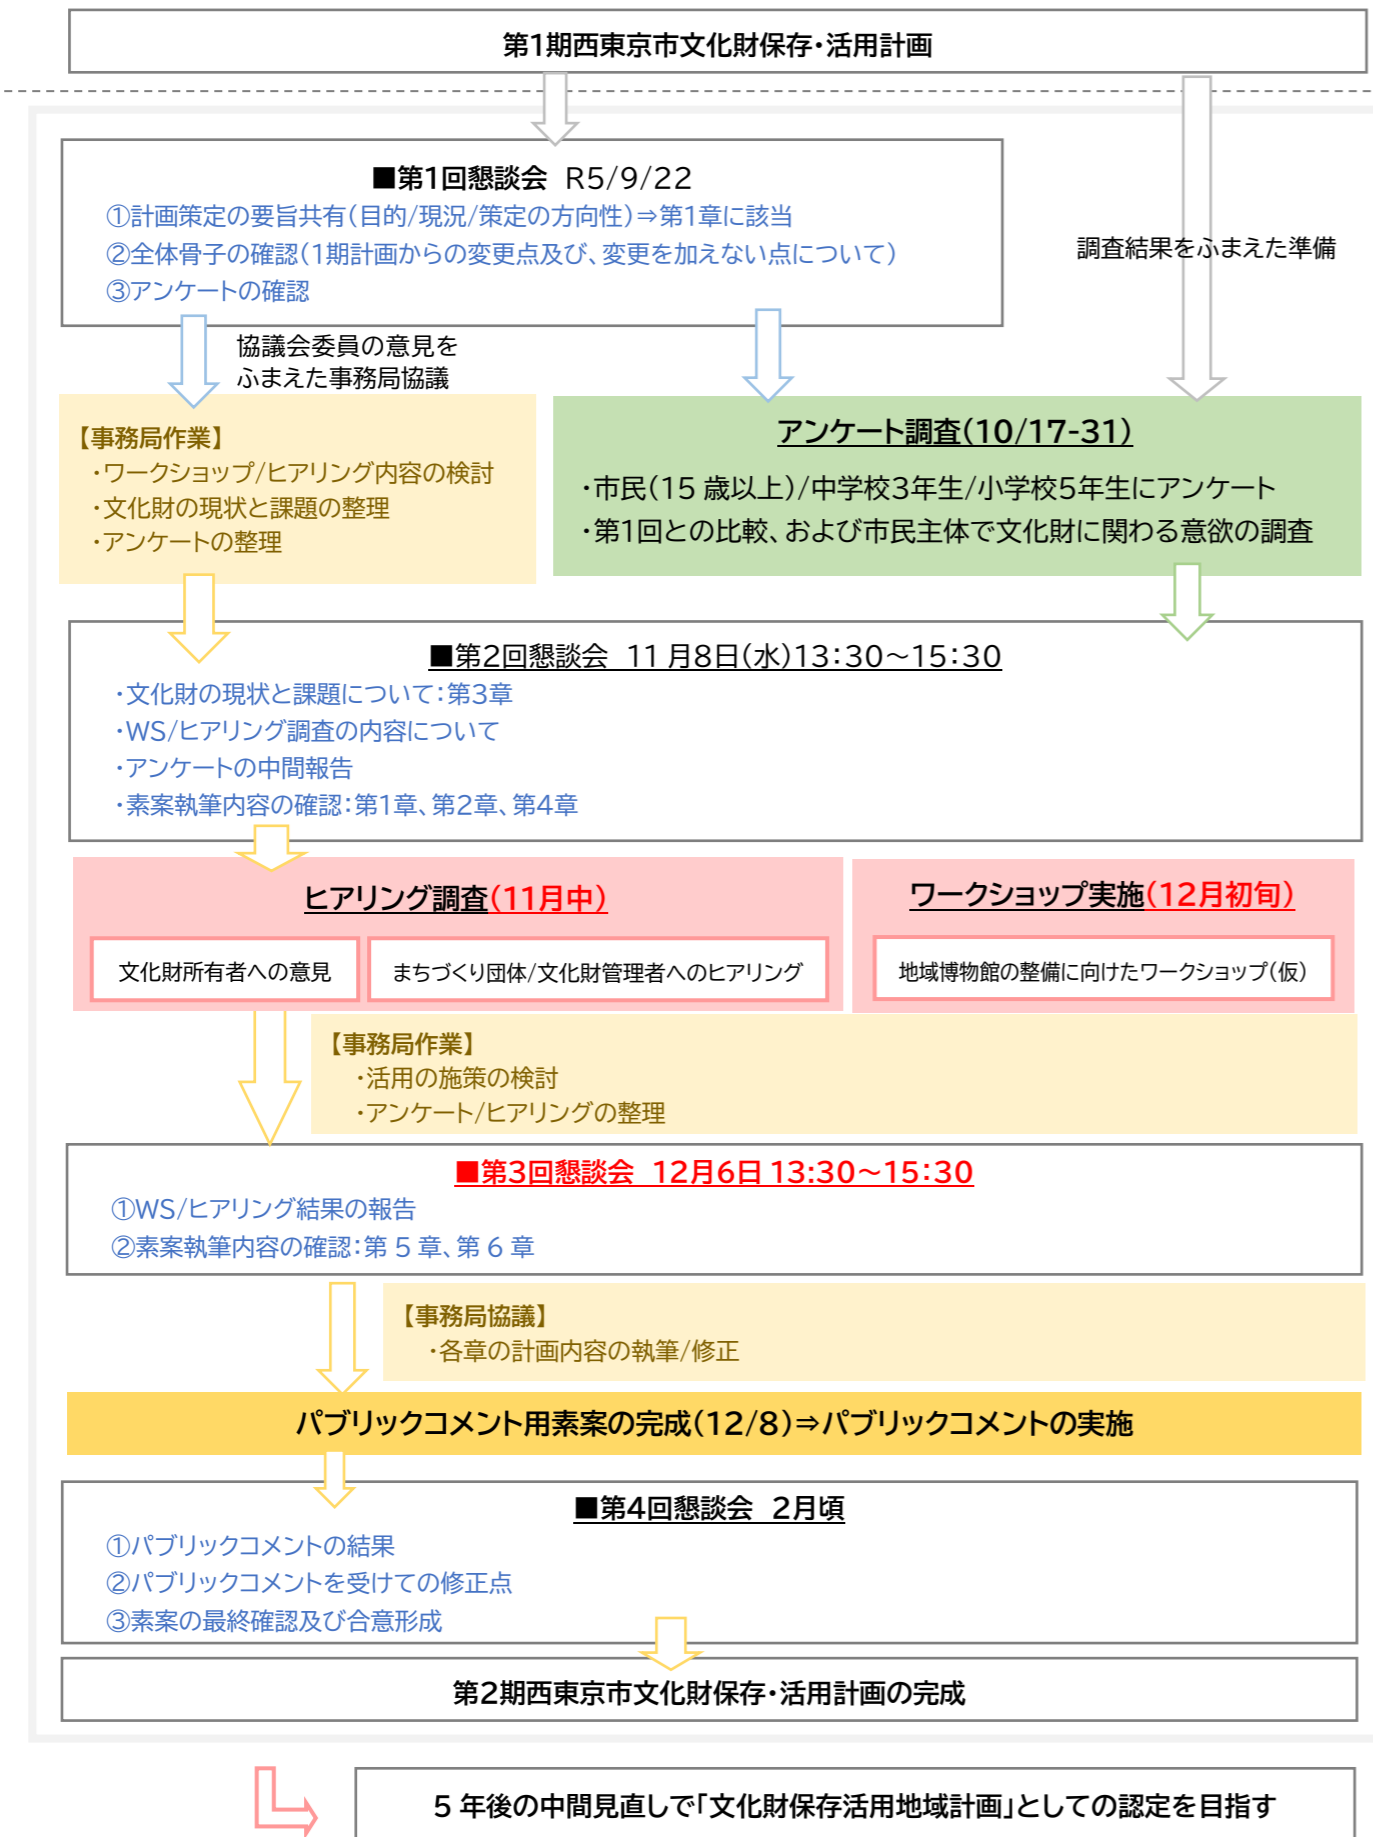 第1期西東京市文化財保存・活用計画
■第1回懇談会　R5/9/22
①計画策定の要旨共有(目的/現況/策定の方向性)⇒第1章に該当
②全体骨子の確認(1期計画からの変更点及び、変更を加えない点について)
③アンケートの確認
調査結果をふまえた準備
協議会委員の意見を
ふまえた事務局協議
【事務局作業】
・ワークショップ/ヒアリング内容の検討
・文化財の現状と課題の整理
・アンケートの整理
アンケート調査(10/17-31)
・市民(15 歳以上)/中学校3年生/小学校5年生にアンケート
・第1回との比較、および市民主体で文化財に関わる意欲の調査
■第2回懇談会　11 月8日(水)13:30～15:30
・文化財の現状と課題について:第3章
・WS/ヒアリング調査の内容について
・アンケートの中間報告
・素案執筆内容の確認:第1章、第2章、第4章
ヒアリング調査(11月中)
文化財所有者への意見
まちづくり団体/文化財管理者へのヒアリング
ワークショップ実施(12月初旬)
地域博物館の整備に向けたワークショップ(仮)
【事務局作業】
・活用の施策の検討
・アンケート/ヒアリングの整理
■第3回懇談会　12月6日 13:30～15:30
①WS/ヒアリング結果の報告
②素案執筆内容の確認:第 5 章、第 6 章
【事務局協議】
・各章の計画内容の執筆/修正
パブリックコメント用素案の完成(12/8)⇒パブリックコメントの実施
■第4回懇談会　2月頃
①パブリックコメントの結果
②パブリックコメントを受けての修正点
③素案の最終確認及び合意形成
第2期西東京市文化財保存・活用計画の完成
5 年後の中間見直しで「文化財保存活用地域計画」としての認定を目指す